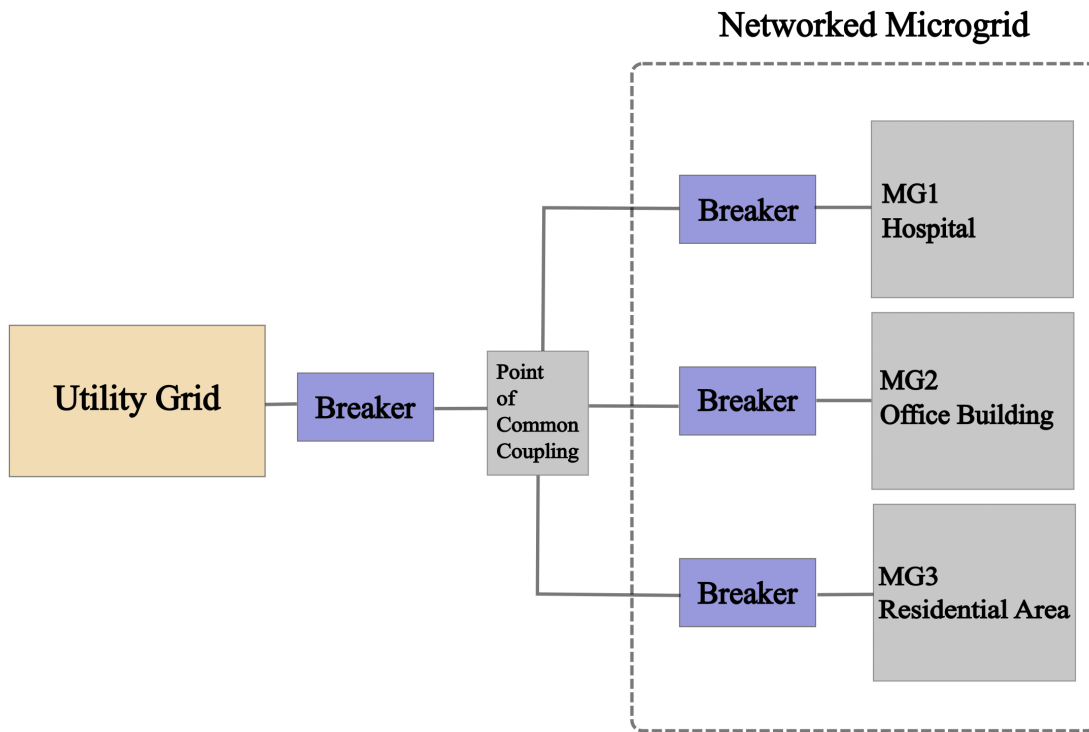 Networked Microgrid
Breaker
MG1
Hospital
Utility Grid
Breaker
Point
of
Common
Coupling
Breaker
MG2
Office Building
Breaker
MG3
Residential Area